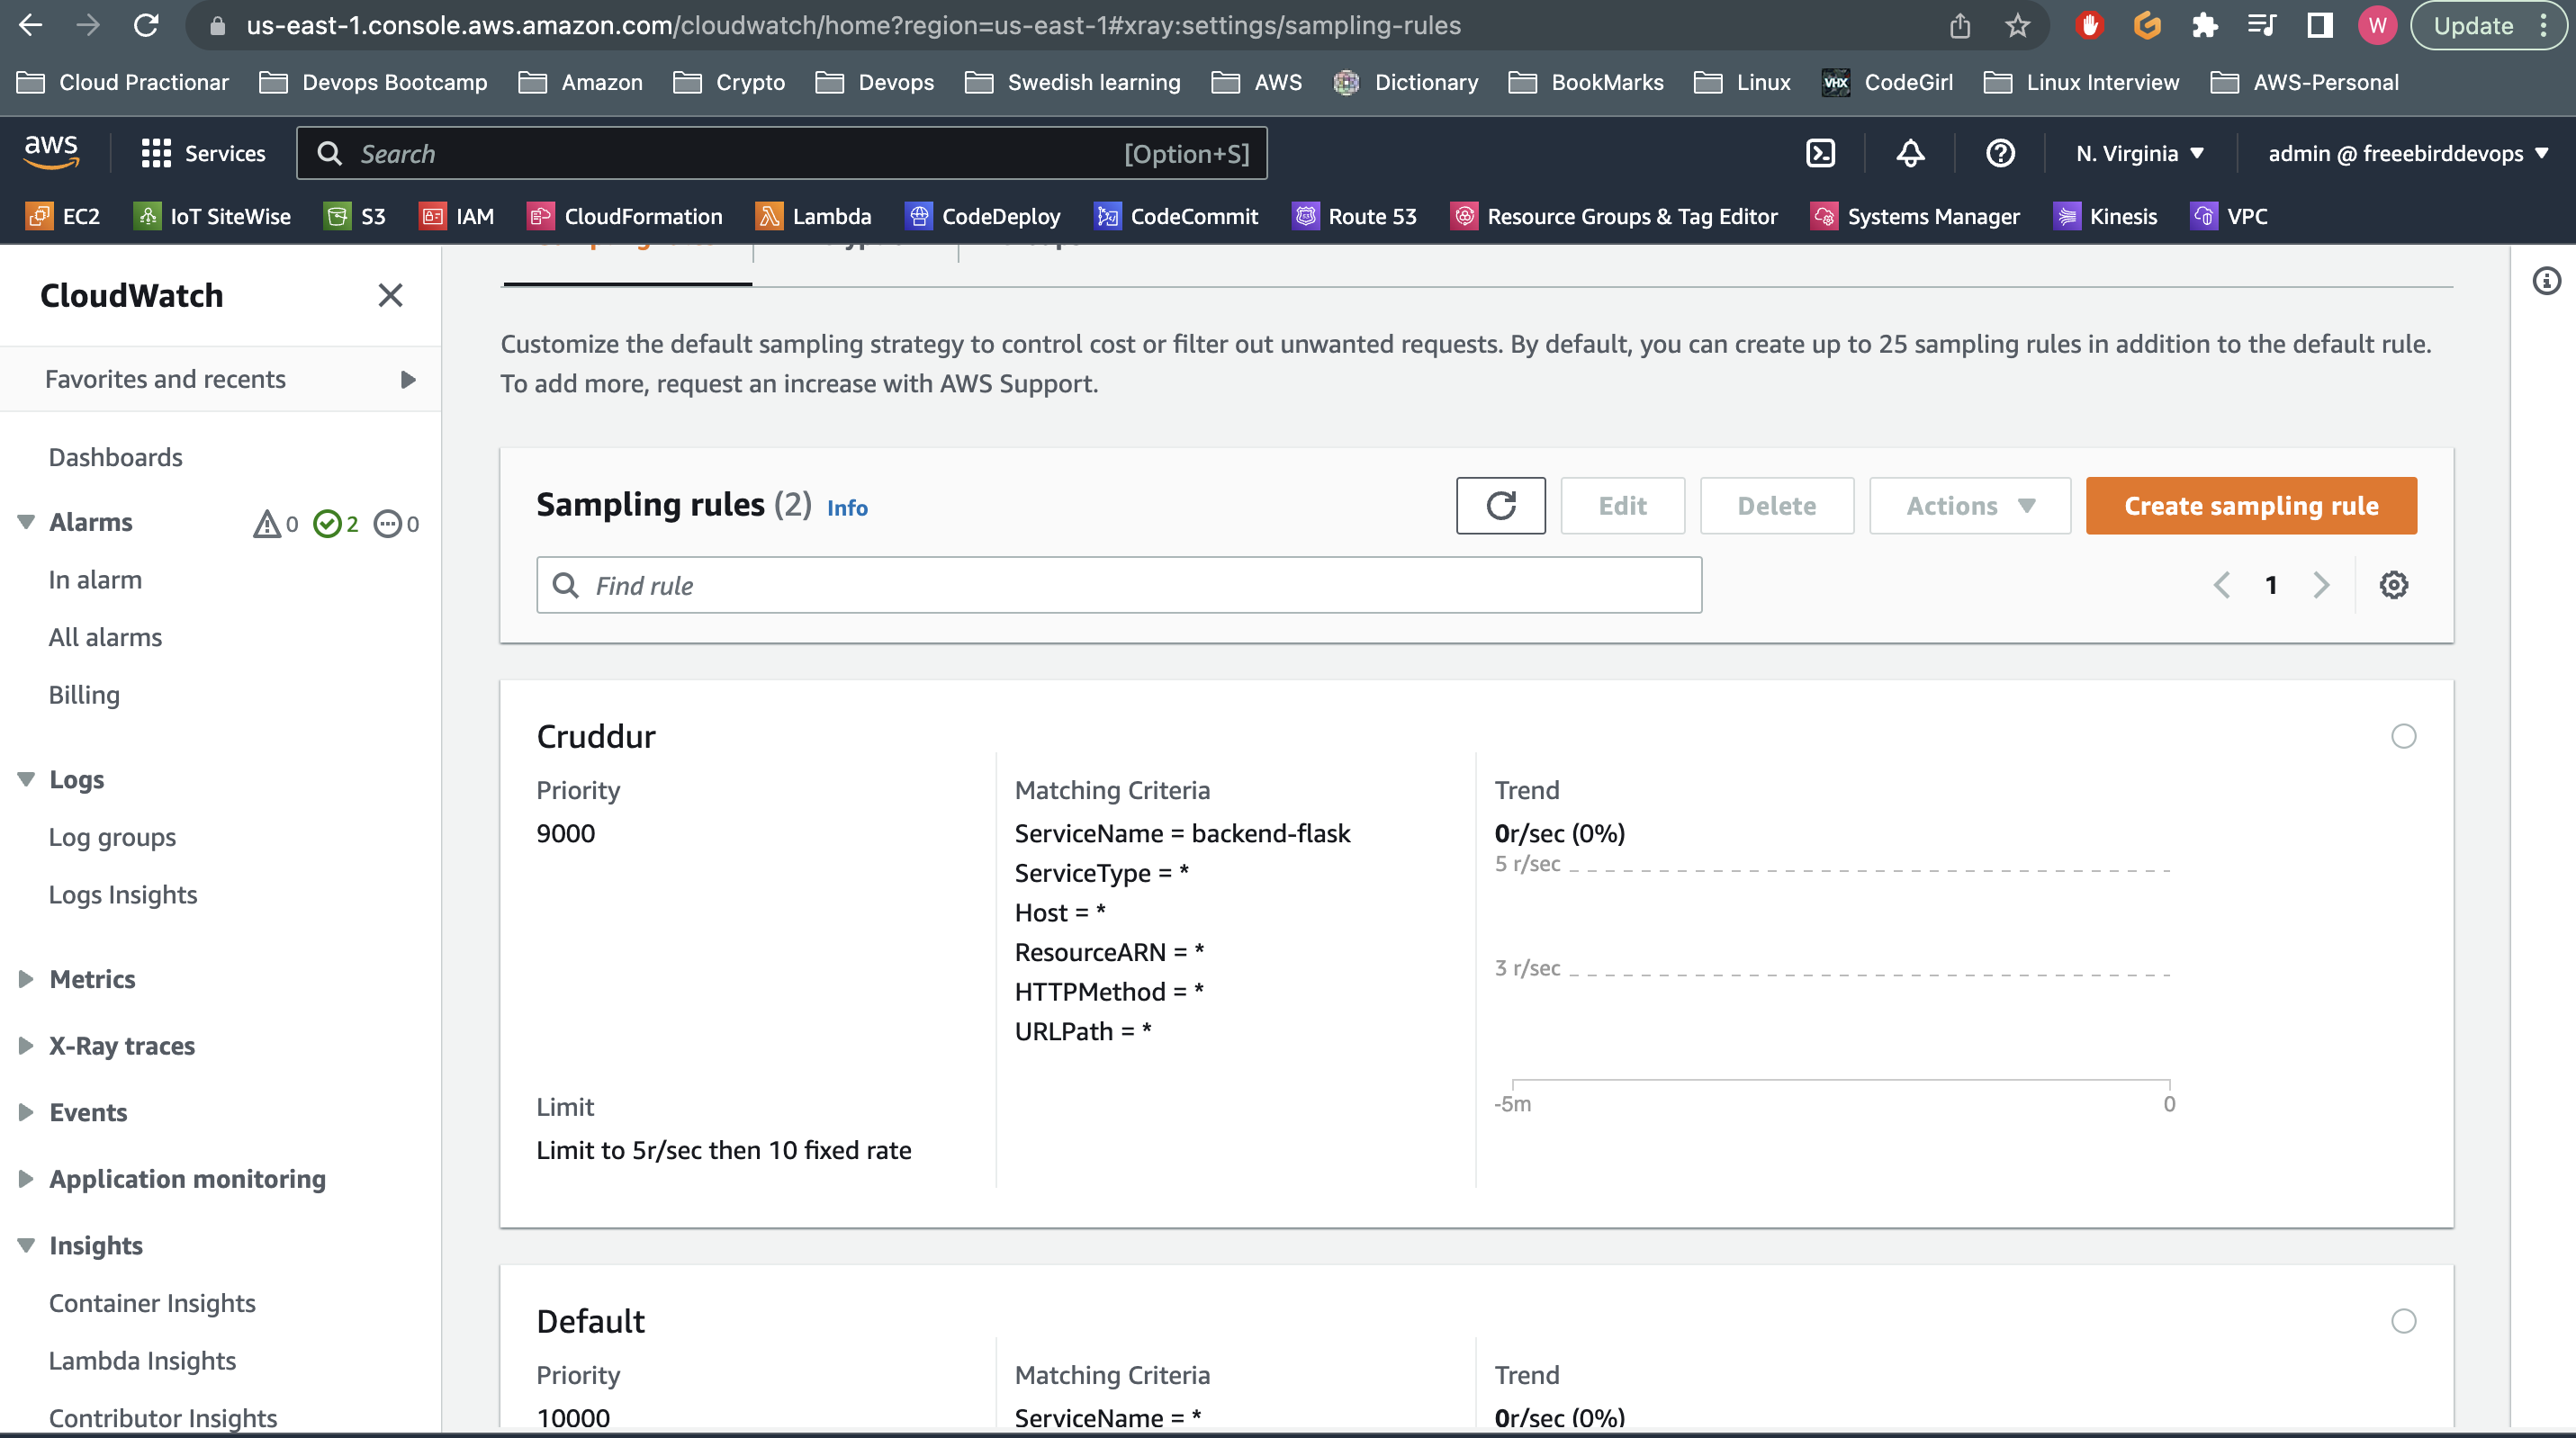 us-east-1.console.aws.amazon.com/cloudwatch/home?region=us-east-1#xray:settings/sampling-rules
W
Update
Cloud Practionar
Devops Bootcamp
Amazon
Crypto
Devops
Swedish learning
AWS
Dictionary
BookMarks
Linux
VHX
CodeGirl
Linux Interview
AWS-Personal
aws
Services
Search
[Option+S]
N. Virginia
admin @ freeebirddevops
EC2
IoT SiteWise
S3
IAM
CloudFormation
Lambda
CodeDeploy
CodeCommit
Route 53
Resource Groups & Tag Editor
Systems Manager
Kinesis
VPC
CloudWatch
Favorites and recents
Dashboards
Alarms
0
2
0
In alarm
All alarms
Billing
Logs
Log groups
Logs Insights
Metrics
X-Ray traces
Events
Application monitoring
Insights
Container Insights
Lambda Insights
Contributor Insights
Customize the default sampling strategy to control cost or filter out unwanted requests. By default, you can create up to 25 sampling rules in addition to the default rule.
To add more, request an increase with AWS Support.
Sampling rules (2)
Info
Edit
Delete
Actions
Create sampling rule
Find rule
1
Cruddur
Priority
9000
Limit
Limit to 5r/sec then 10 fixed rate
Matching Criteria
ServiceName = backend-flask
ServiceType = *
Host = *
ResourceARN = *
HTTPMethod = *
URLPath = *
Trend
0r/sec (0%)
5 r/sec
3 r/sec
-5m
0
Default
Priority
10000
Matching Criteria
ServiceName = *
Trend
0r/sec (0%)